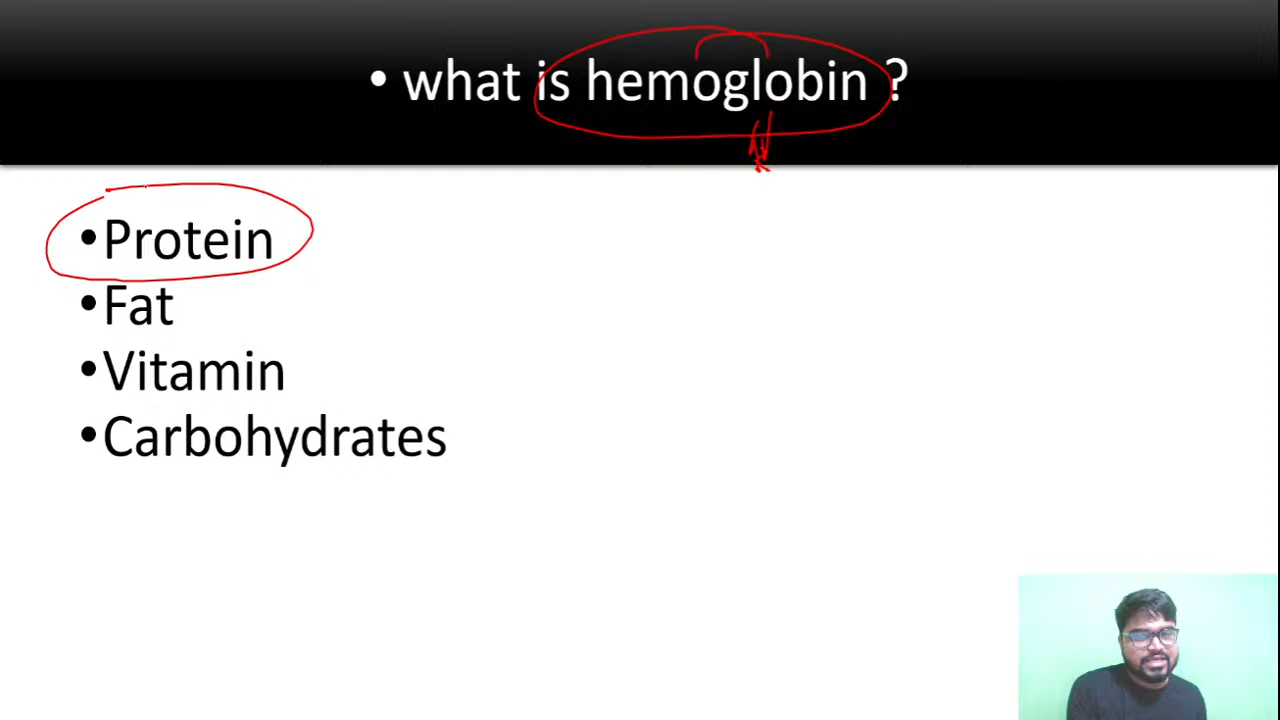 • what is hemoglobin ?
•Protein
•Fat
•Vitamin
•Carbohydrates